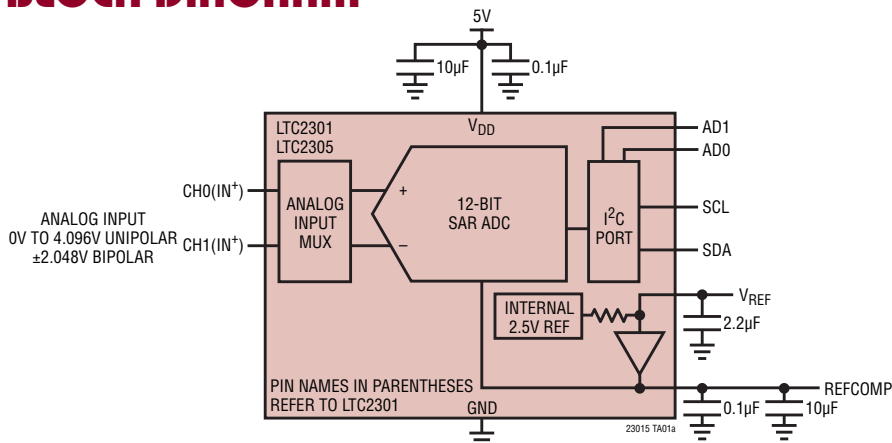 BLOCK DIAGRAM
5V
10µF
0.1µF
LTC2301
LTC2305
VDD
AD1
AD0
CH0(IN+)
ANALOG
INPUT
MUX
+
12-BIT
SAR ADC
I2C
PORT
SCL
ANALOG INPUT
0V TO 4.096V UNIPOLAR
±2.048V BIPOLAR
CH1(IN+)
–
SDA
INTERNAL
2.5V REF
VREF
2.2µF
PIN NAMES IN PARENTHESES
REFER TO LTC2301
GND
REFCOMP
0.1µF
10µF
23015 TA01a